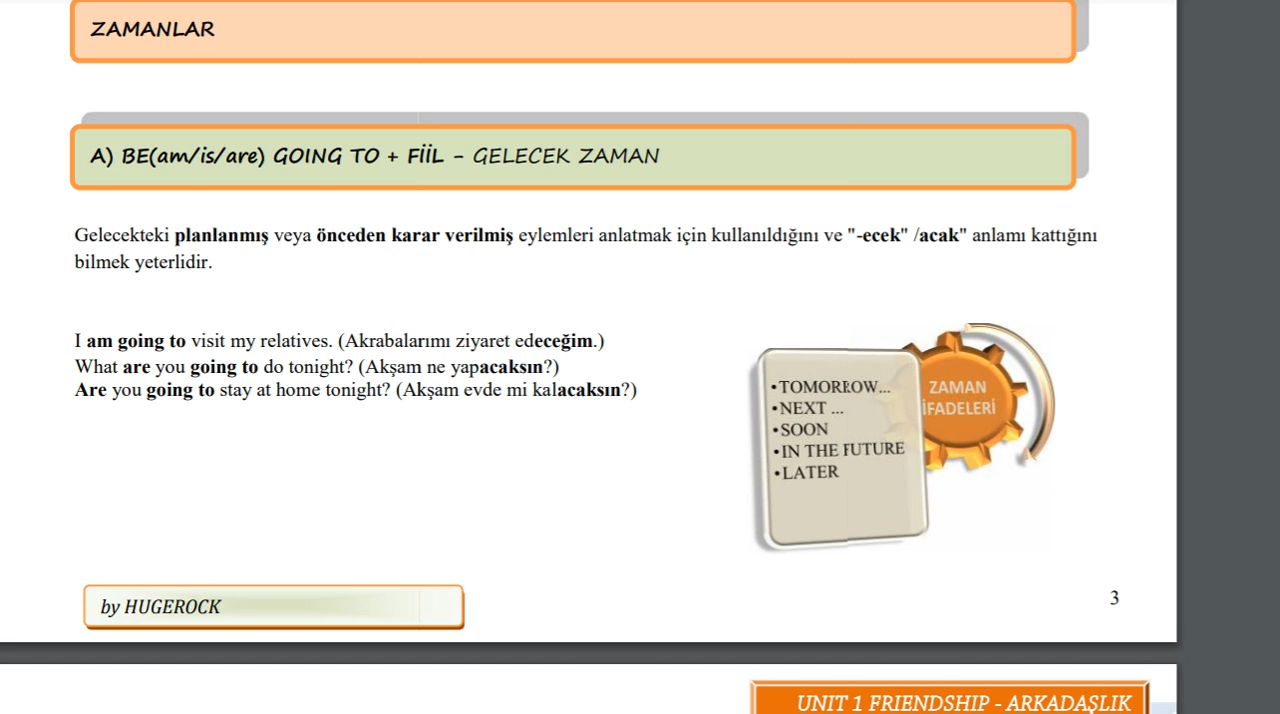 ZAMANLAR
A) BE(am/is/are) GOING TO + FİİL - GELECEK ZAMAN
Gelecekteki planlanmış veya önceden karar verilmiş eylemleri anlatmak için kullanıldığını ve "-ecek" /acak" anlamı kattığını
bilmek yeterlidir.
I am going to visit my relatives. (Akrabalarımı ziyaret edeceğim.)
What are you going to do tonight? (Akşam ne yapacaksın?)
Are you going to stay at home tonight? (Akşam evde mi kalacaksın?)
•TOMORROW...
•NEXT ...
•SOON
•IN THE FUTURE
•LATER
ZAMAN
İFADELERİ
by HUGEROCK
3
UNIT 1 FRIENDSHIP - ARKADAŞLIK